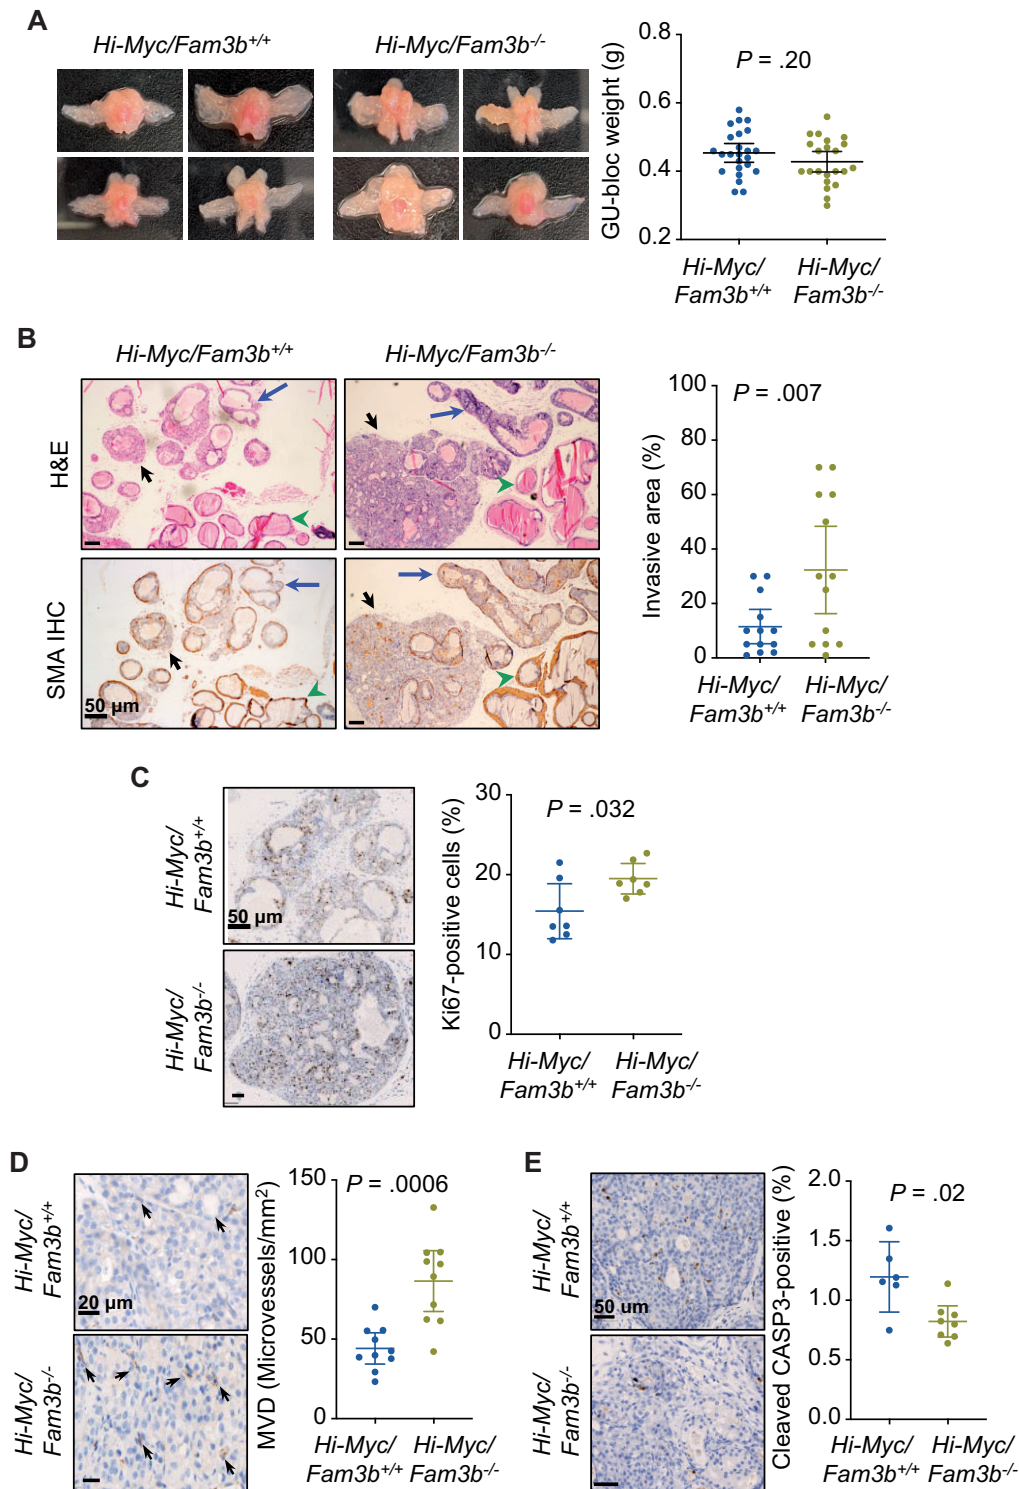 A
Hi-Myc/Fam3b+/+
Hi-Myc/Fam3b-/-
GU-bloc weight (g)
0.8
0.6
0.4
0.2
P = .20
Hi-Myc/
Fam3b+/+
Hi-Myc/
Fam3b-/-
B
Hi-Myc/Fam3b+/+
Hi-Myc/Fam3b-/-
H&E
SMA IHC
50 µm
Invasive area (%)
100
80
60
40
20
0
P = .007
Hi-Myc/
Fam3b+/+
Hi-Myc/
Fam3b-/-
C
Hi-Myc/
Fam3b+/+
50 µm
Hi-Myc/
Fam3b-/-
Ki67-positive cells (%)
30
20
10
0
P = .032
Hi-Myc/
Fam3b+/+
Hi-Myc/
Fam3b-/-
D
Hi-Myc/
Fam3b+/+
20 µm
Hi-Myc/
Fam3b-/-
MVD (Microvessels/mm2)
150
100
50
0
P = .0006
Hi-Myc/
Fam3b+/+
Hi-Myc/
Fam3b-/-
E
Hi-Myc/
Fam3b+/+
50 um
Hi-Myc/
Fam3b-/-
Cleaved CASP3-positive (%)
2.0
1.5
1.0
0.5
0.0
P = .02
Hi-Myc/
Fam3b+/+
Hi-Myc/
Fam3b-/-